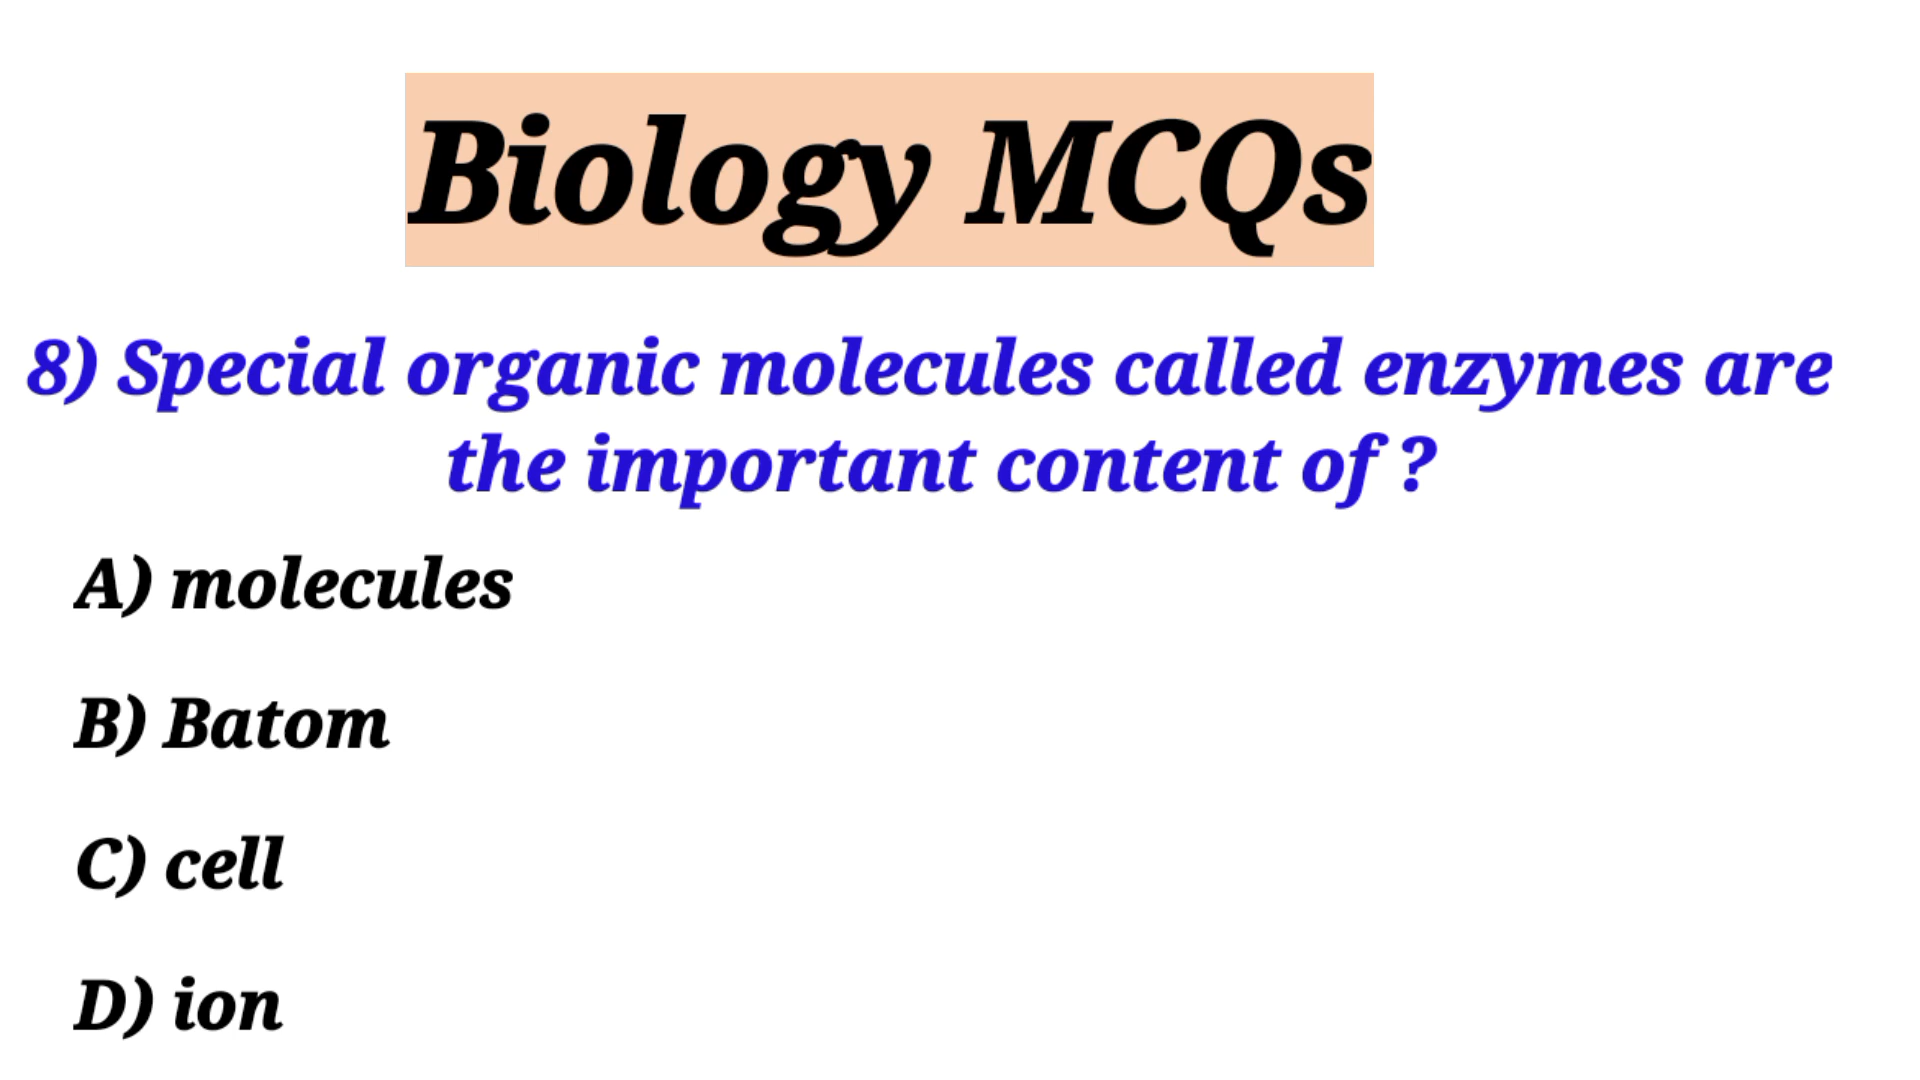 Biology MCQs
8) Special organic molecules called enzymes are
the important content of ?
A) molecules
B) Batom
C) cell
D) ion